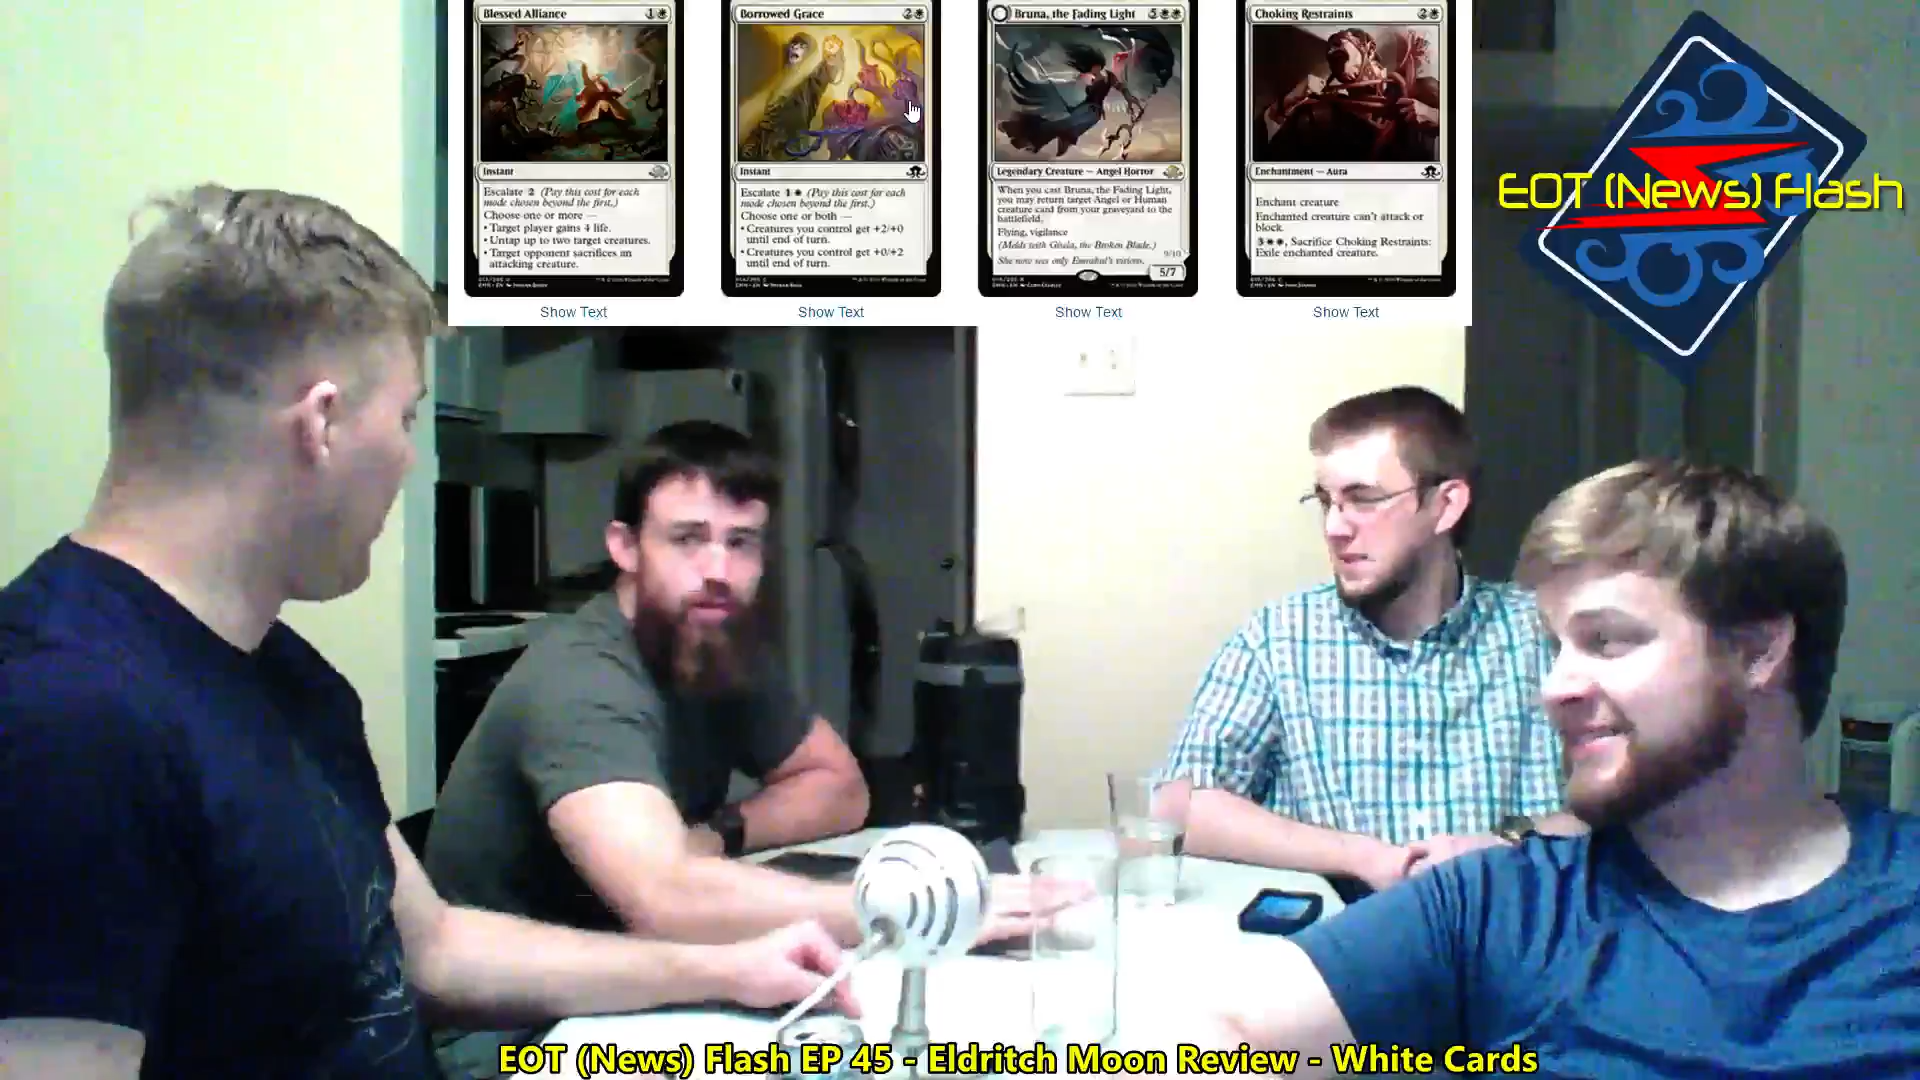 Blessed Alliance 1
Instant
Escalate 2 (Pay this cost for each
mode chosen beyond the first.)
Choose one or more —
• Target player gains 4 life.
• Untap up to two target creatures.
• Target opponent sacrifices an
attacking creature.
Show Text
Borrowed Grace 2
Instant
Escalate 1 (Pay this cost for each
mode chosen beyond the first.)
Choose one or both —
• Creatures you control get +2/+0
until end of turn.
• Creatures you control get +0/+2
until end of turn.
Show Text
Bruna, the Fading Light 5
Legendary Creature — Angel Horror
When you cast Bruna, the Fading Light,
you may return target Angel or Human
creature card from your graveyard to the
battlefield.
Flying, vigilance
(Melds with Gisela, the Broken Blade.)
She now sees only Emrakul's visions.
9/10
5/7
Show Text
Choking Restraints 2
Enchantment — Aura
Enchant creature
Enchanted creature can't attack or
block.
3, Sacrifice Choking Restraints:
Exile enchanted creature.
Show Text
EOT (News) Flash
EOT (News) Flash EP 45 - Eldritch Moon Review - White Cards